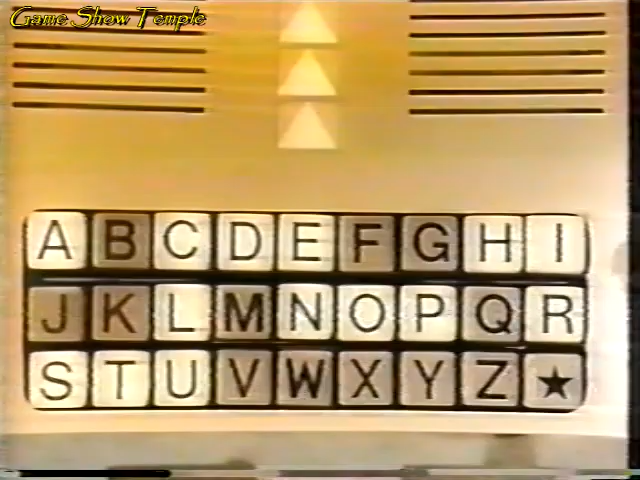 Game Show Temple
A B C D E F G H I
J K L M N O P Q R
S T U V W X Y Z ★